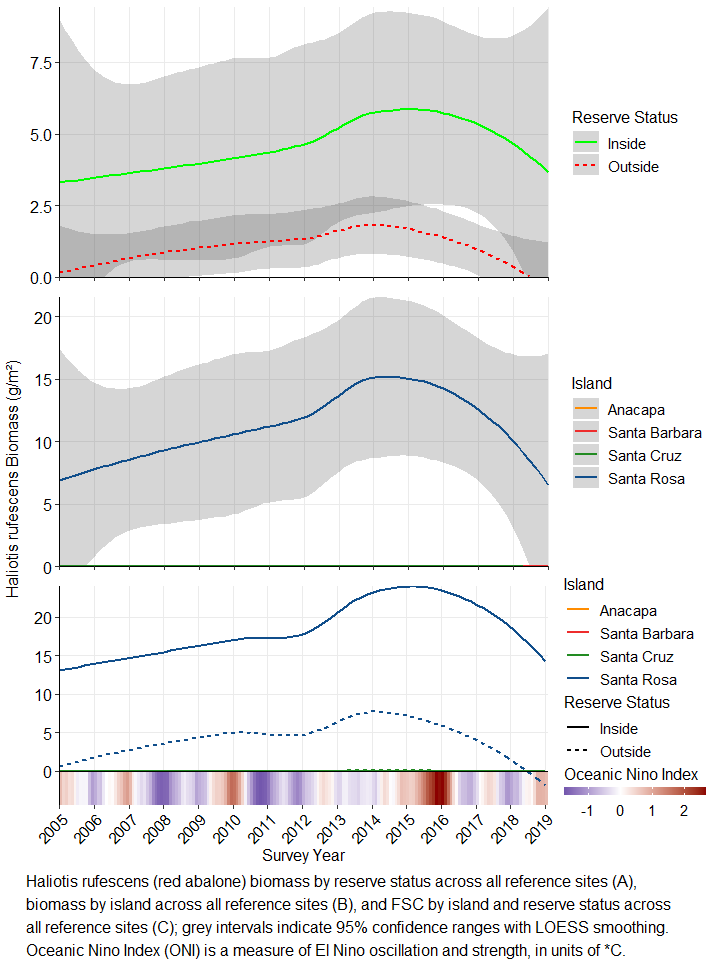 Haliotis rufescens Biomass (g/m²)
7.5
5.0
2.5
0.0
Reserve Status
Inside
Outside
20
15
10
5
0
Island
Anacapa
Santa Barbara
Santa Cruz
Santa Rosa
20
15
10
5
0
Island
Anacapa
Santa Barbara
Santa Cruz
Santa Rosa
Reserve Status
Inside
Outside
Oceanic Nino Index
-1 0 1 2
2005 2006 2007 2008 2009 2010 2011 2012 2013 2014 2015 2016 2017 2018 2019
Survey Year
Haliotis rufescens (red abalone) biomass by reserve status across all reference sites (A),
biomass by island across all reference sites (B), and FSC by island and reserve status across
all reference sites (C); grey intervals indicate 95% confidence ranges with LOESS smoothing.
Oceanic Nino Index (ONI) is a measure of El Nino oscillation and strength, in units of *C.